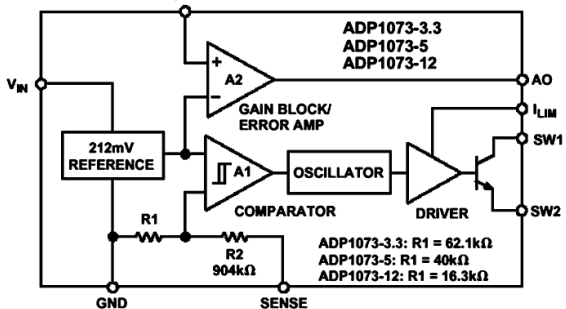 ADP1073-3.3
ADP1073-5
ADP1073-12
VIN
+
A2
−
AO
GAIN BLOCK/
ERROR AMP
ILIM
212mV
REFERENCE
A1
OSCILLATOR
SW1
COMPARATOR
DRIVER
SW2
R1
R2
904kΩ
ADP1073-3.3: R1 = 62.1kΩ
ADP1073-5: R1 = 40kΩ
ADP1073-12: R1 = 16.3kΩ
GND
SENSE